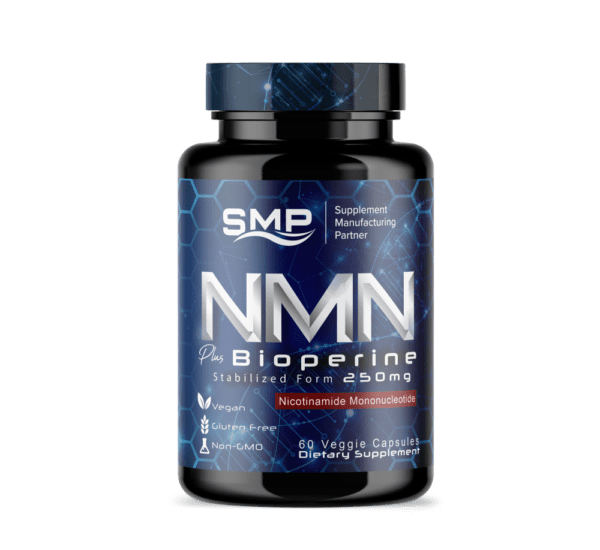 SMP
Supplement
Manufacturing
Partner
NMN
Plus Bioperine
Stabilized Form 250mg
Nicotinamide Mononucleotide
Vegan
Gluten Free
Non-GMO
60 Veggie Capsules
Dietary Supplement